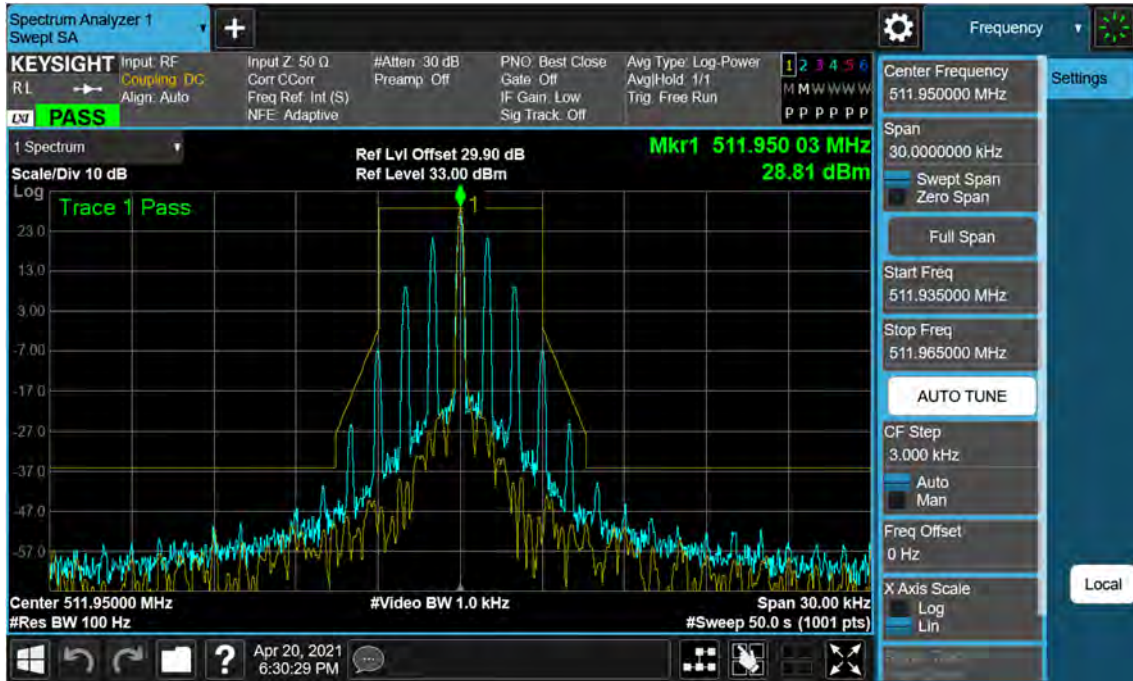 Spectrum Analyzer 1
Swept SA
Frequency
KEYSIGHT
RL
LXI PASS
Input: RF
Coupling: DC
Align: Auto
Input Z: 50 Ω
Corr CCorr
Freq Ref: Int (S)
NFE: Adaptive
#Atten: 30 dB
Preamp: Off
PNO: Best Close
Gate: Off
IF Gain: Low
Sig Track: Off
Avg Type: Log-Power
Avg|Hold: 1/1
Trig: Free Run
1 2 3 4 5 6
M M W W W W
P P P P P P
1 Spectrum
Scale/Div 10 dB
Log
Ref Lvl Offset 29.90 dB
Ref Level 33.00 dBm
Mkr1 511.950 03 MHz
28.81 dBm
Trace 1 Pass
1
23.0
13.0
3.00
-7.00
-17.0
-27.0
-37.0
-47.0
-57.0
Center 511.95000 MHz
#Res BW 100 Hz
#Video BW 1.0 kHz
Span 30.00 kHz
#Sweep 50.0 s (1001 pts)
Center Frequency
511.950000 MHz
Settings
Span
30.0000000 kHz
Swept Span
Zero Span
Full Span
Start Freq
511.935000 MHz
Stop Freq
511.965000 MHz
AUTO TUNE
CF Step
3.000 kHz
Auto
Man
Freq Offset
0 Hz
X Axis Scale
Log
Lin
Local
?
Apr 20, 2021
6:30:29 PM